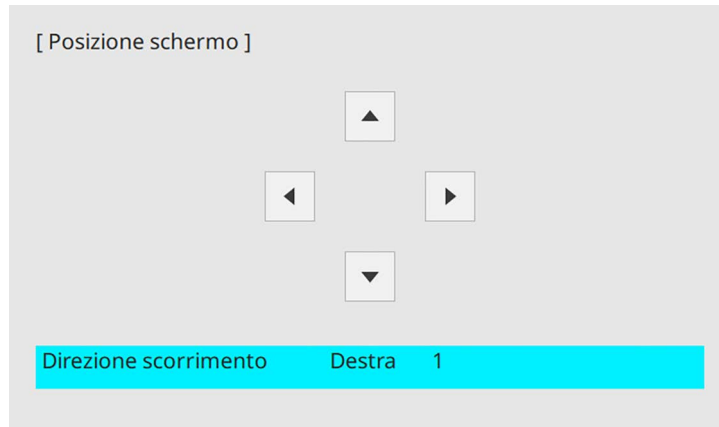 [ Posizione schermo ]
Direzione scorrimento Destra 1